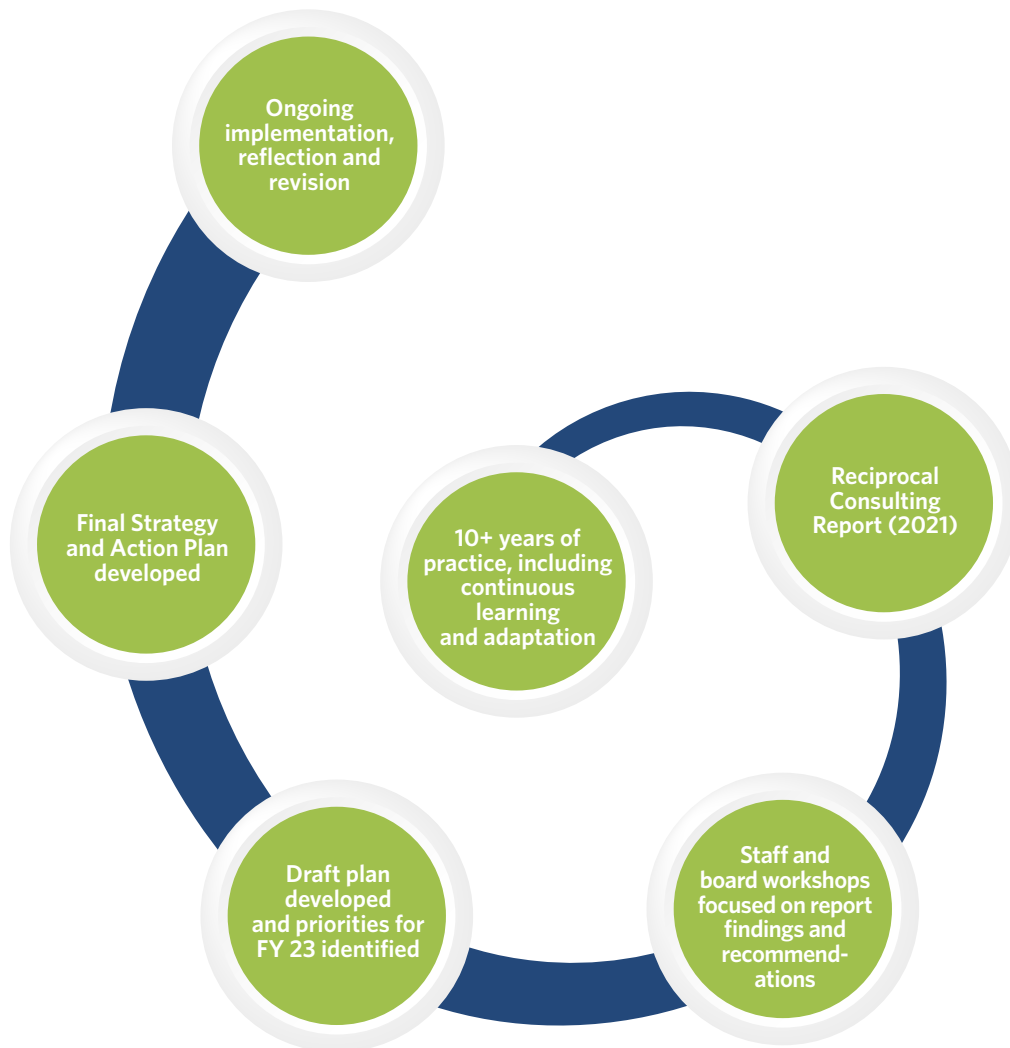 Ongoing
implementation,
reflection and
revision
Final Strategy
and Action Plan
developed
10+ years of
practice, including
continuous
learning
and adaptation
Reciprocal
Consulting
Report (2021)
Draft plan
developed
and priorities for
FY 23 identified
Staff and
board workshops
focused on report
findings and
recommend-
ations